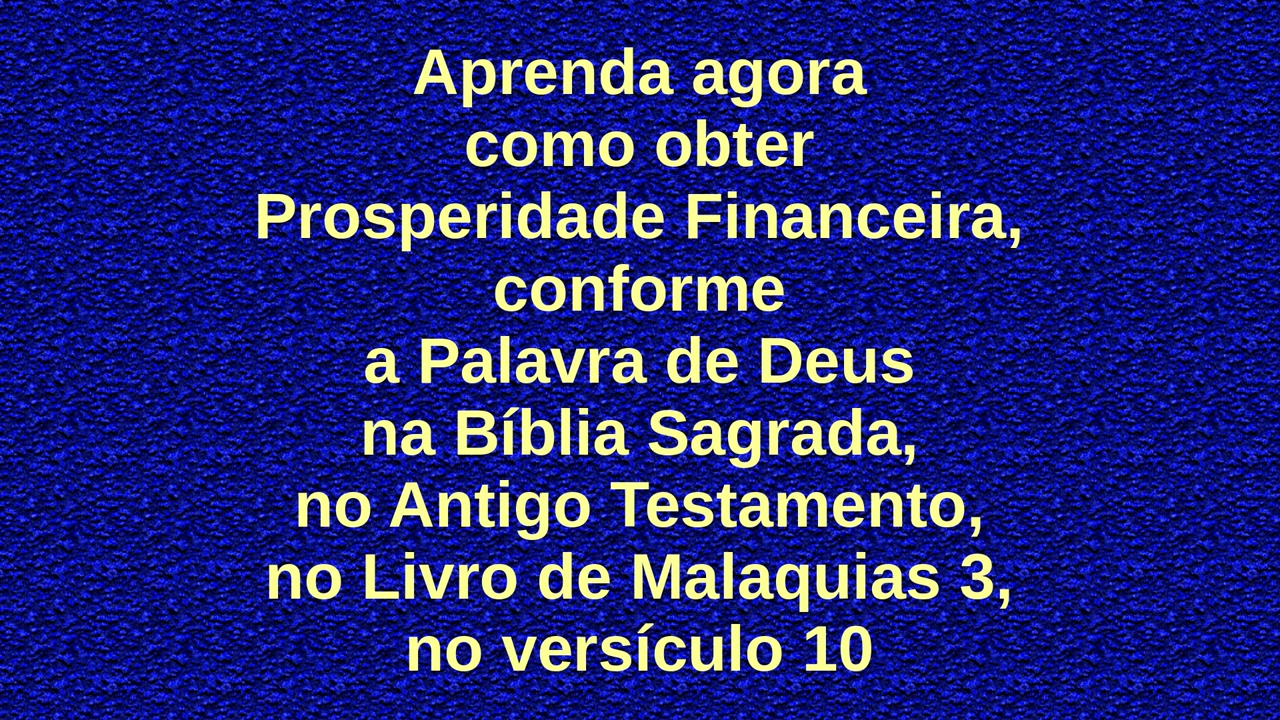 Aprenda agora
como obter
Prosperidade Financeira,
conforme
a Palavra de Deus
na Bíblia Sagrada,
no Antigo Testamento,
no Livro de Malaquias 3,
no versículo 10